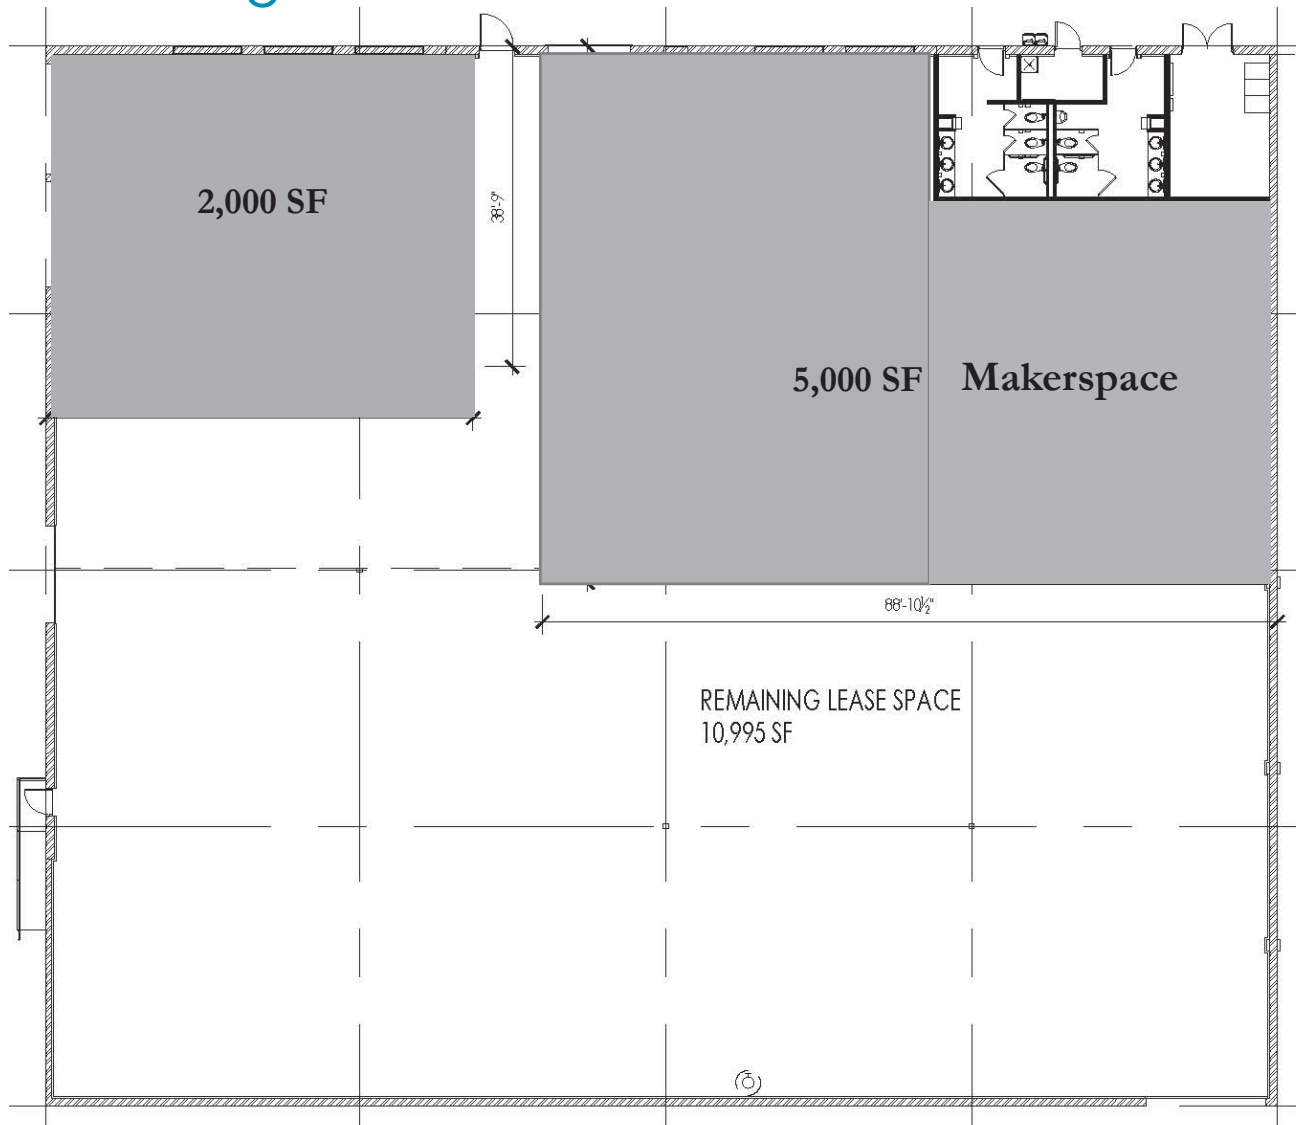 2,000 SF
38'-9"
5,000 SF Makerspace
88'-10½"
REMAINING LEASE SPACE
10,995 SF